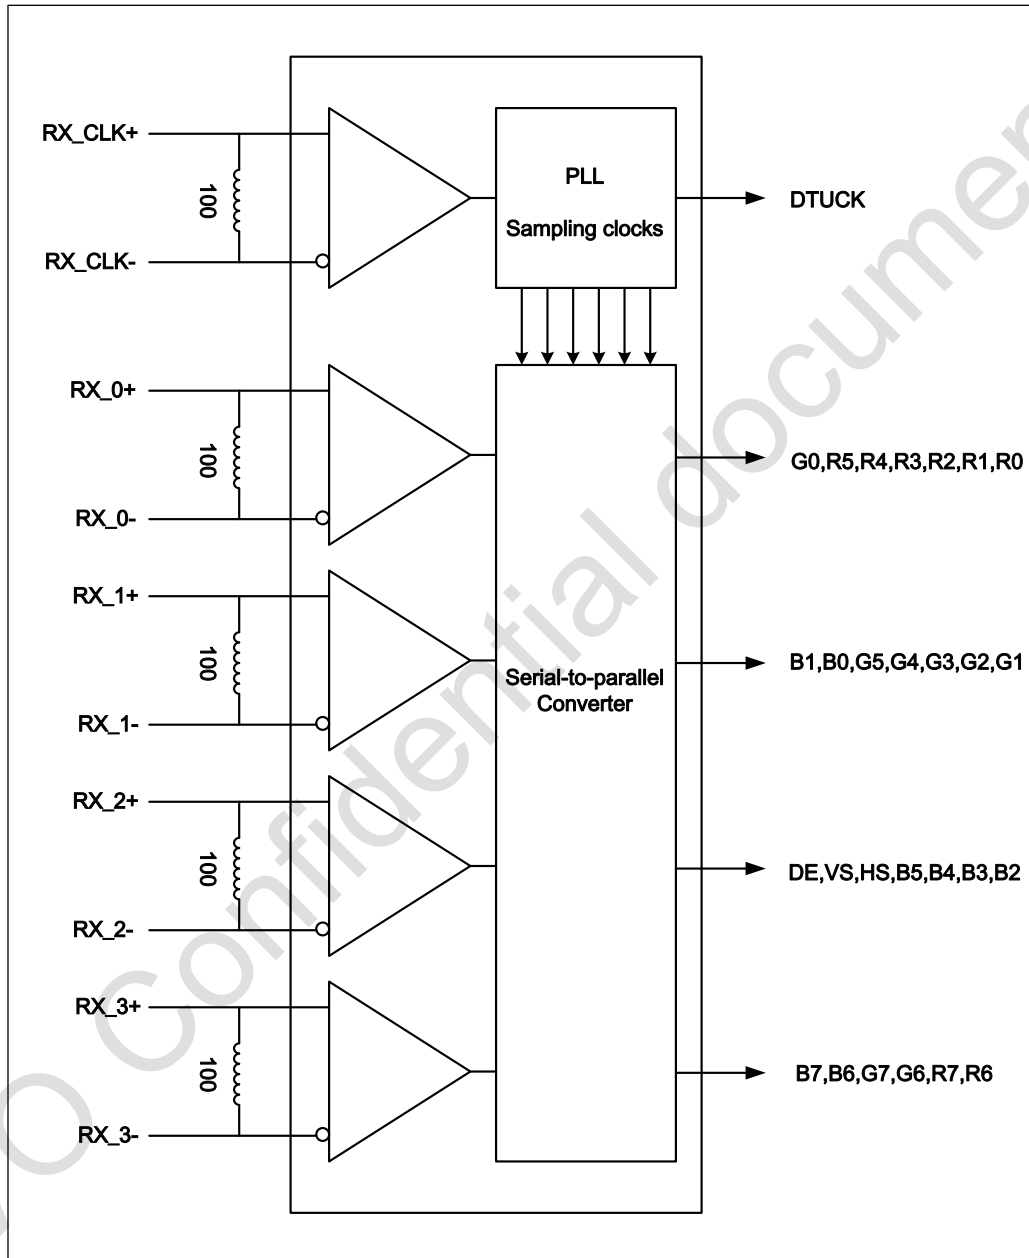 RX_CLK+
100
RX_CLK-
PLL
Sampling clocks
DTUCK
RX_0+
100
RX_0-
G0,R5,R4,R3,R2,R1,R0
RX_1+
100
RX_1-
Serial-to-parallel
Converter
B1,B0,G5,G4,G3,G2,G1
RX_2+
100
RX_2-
DE,VS,HS,B5,B4,B3,B2
RX_3+
100
RX_3-
B7,B6,G7,G6,R7,R6
Confidential